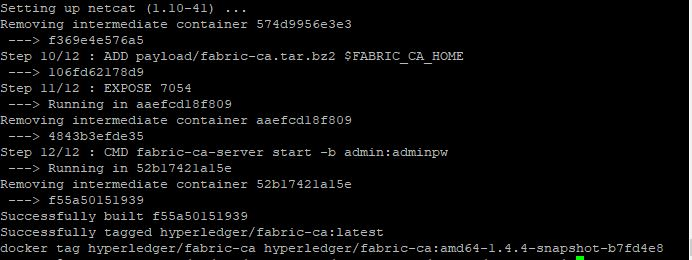 Setting up netcat (1.10-41) ...
Removing intermediate container 574d9956e3e3
 ---> f369e4e576a5
Step 10/12 : ADD payload/fabric-ca.tar.bz2 $FABRIC_CA_HOME
 ---> 106fd62178d9
Step 11/12 : EXPOSE 7054
 ---> Running in aaefcd18f809
Removing intermediate container aaefcd18f809
 ---> 4843b3efde35
Step 12/12 : CMD fabric-ca-server start -b admin:adminpw
 ---> Running in 52b17421a15e
Removing intermediate container 52b17421a15e
 ---> f55a50151939
Successfully built f55a50151939
Successfully tagged hyperledger/fabric-ca:latest
docker tag hyperledger/fabric-ca hyperledger/fabric-ca:amd64-1.4.4-snapshot-b7fd4e8